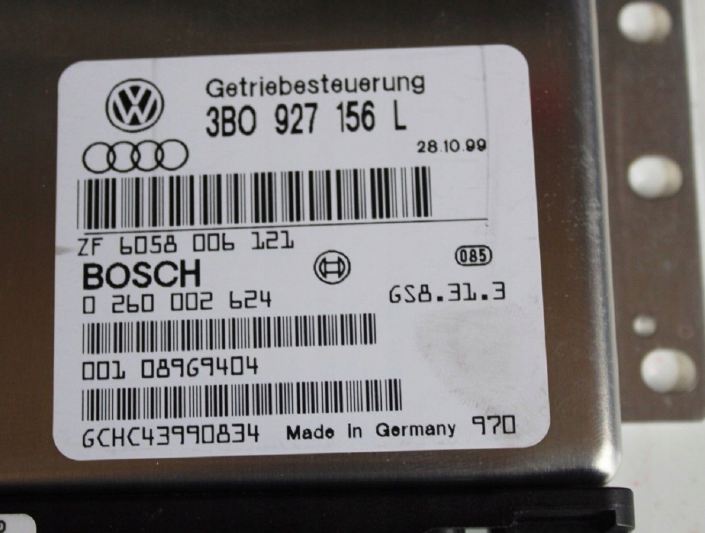 Getriebesteuerung
3B0 927 156 L
28.10.99
ZF 6058 006 121
BOSCH
085
0 260 002 624
GS8.31.3
001 08969404
GCHC43990834 Made in Germany 970